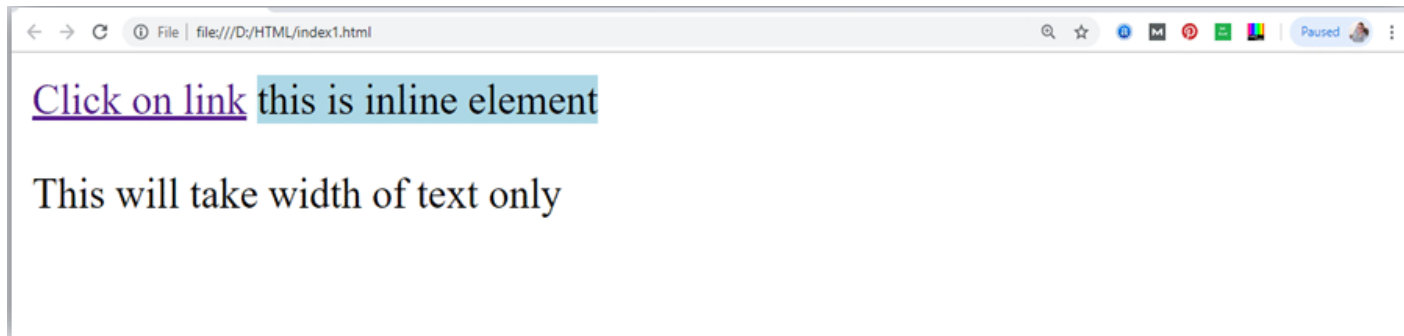 File file:///D:/HTML/index1.html Paused
Click on link this is inline element
This will take width of text only